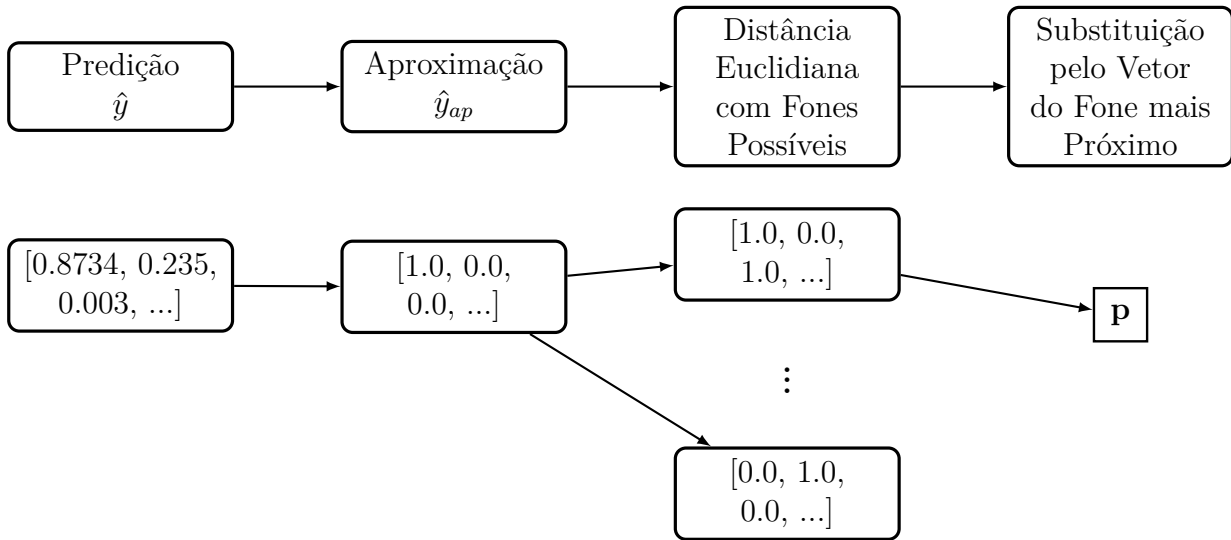 Predição
ŷ
Aproximação
ŷ_ap
Distância
Euclidiana
com Fones
Possíveis
Substituição
pelo Vetor
do Fone mais
Próximo
[0.8734, 0.235,
0.003, ...]
[1.0, 0.0,
0.0, ...]
[1.0, 0.0,
1.0, ...]
p
⋮
[0.0, 1.0,
0.0, ...]